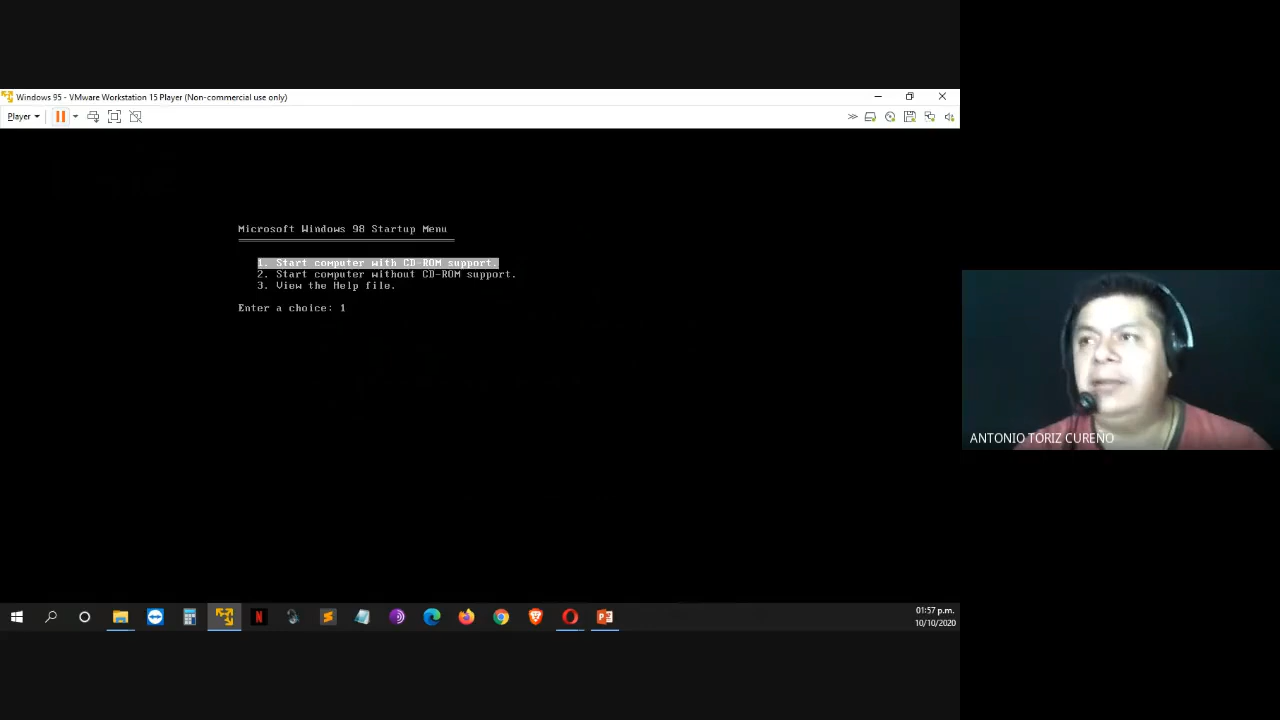 Windows 95 - VMware Workstation 15 Player (Non-commercial use only)
Player
Microsoft Windows 98 Startup Menu
1. Start computer with CD-ROM support.
2. Start computer without CD-ROM support.
3. View the Help file.
Enter a choice: 1
ANTONIO TORIZ CUREÑO
01:57 p.m.
10/10/2020